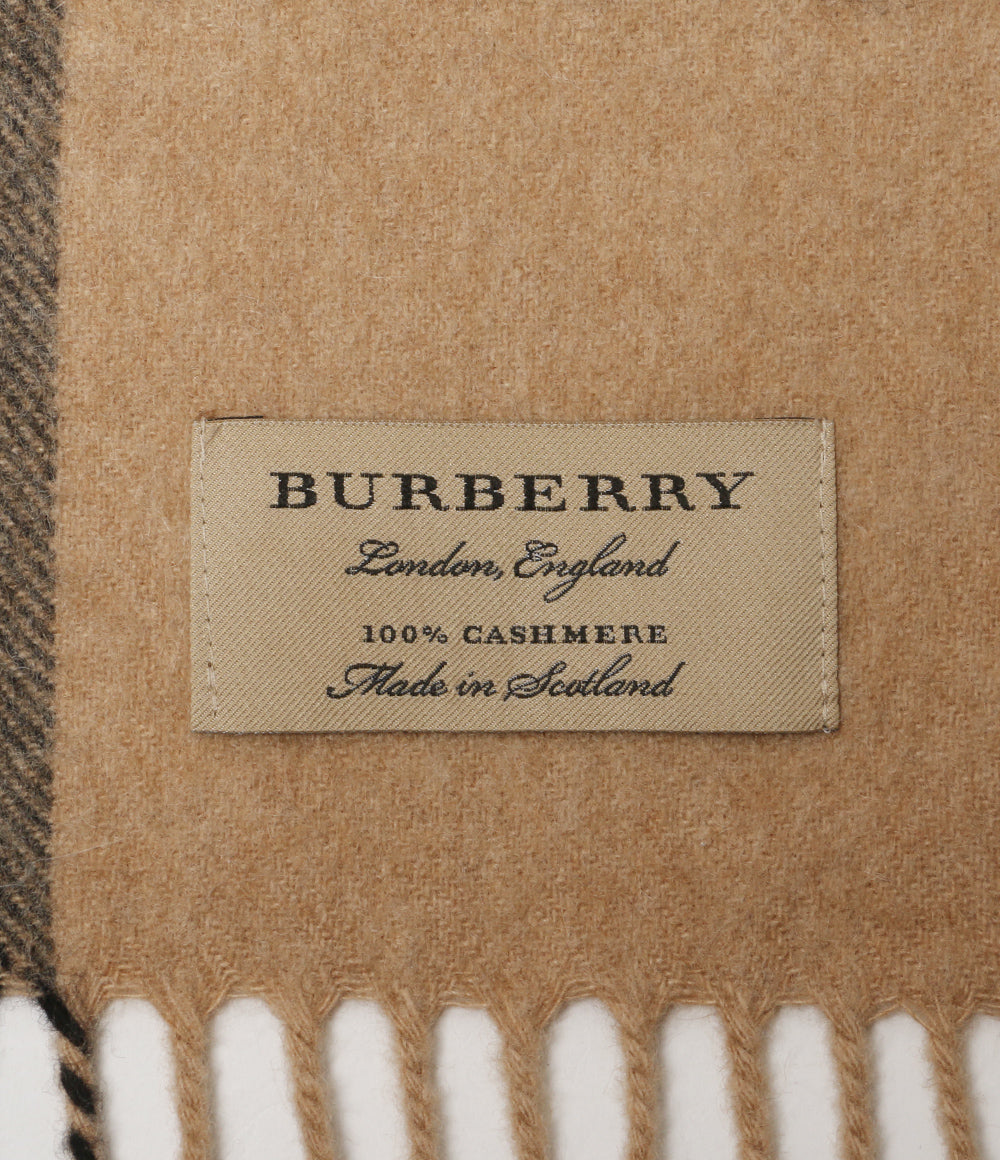 BURBERRY
London, England
100% CASHMERE
Made in Scotland